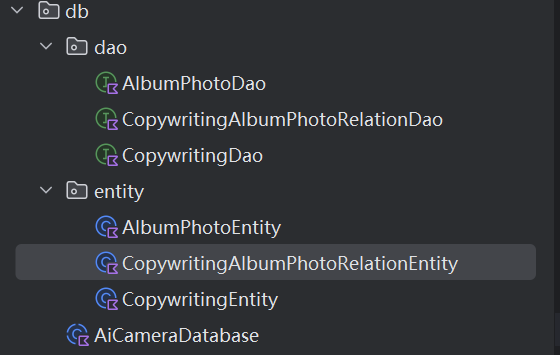 db
dao
AlbumPhotoDao
CopywritingAlbumPhotoRelationDao
CopywritingDao
entity
AlbumPhotoEntity
CopywritingAlbumPhotoRelationEntity
CopywritingEntity
AiCameraDatabase